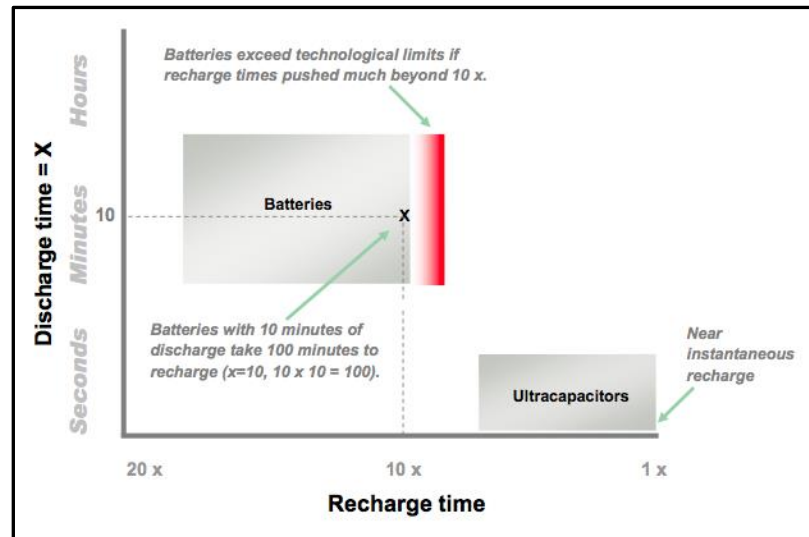 Batteries exceed technological limits if
recharge times pushed much beyond 10 x.
Hours
Minutes
Seconds
Discharge time = X
10
Batteries
X
Batteries with 10 minutes of
discharge take 100 minutes to
recharge (x=10, 10 x 10 = 100).
Near
instantaneous
recharge
Ultracapacitors
20 x
10 x
1 x
Recharge time